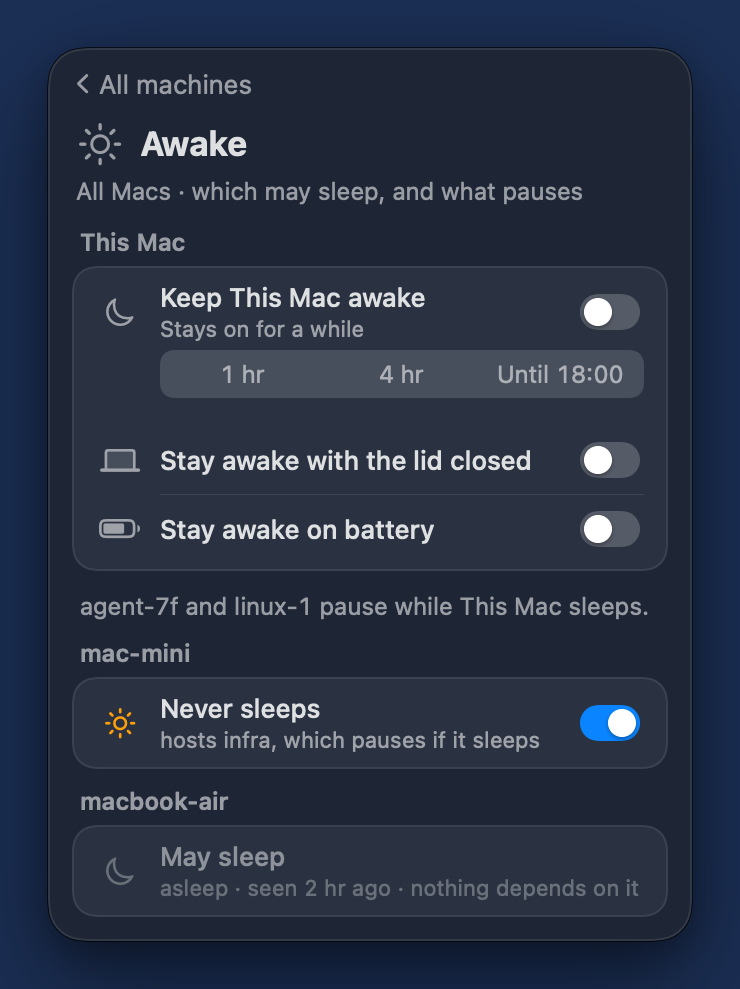 All machines
Awake
All Macs · which may sleep, and what pauses
This Mac
Keep This Mac awake
Stays on for a while
1 hr 4 hr Until 18:00
Stay awake with the lid closed
Stay awake on battery
agent-7f and linux-1 pause while This Mac sleeps.
mac-mini
Never sleeps
hosts infra, which pauses if it sleeps
macbook-air
May sleep
asleep · seen 2 hr ago · nothing depends on it